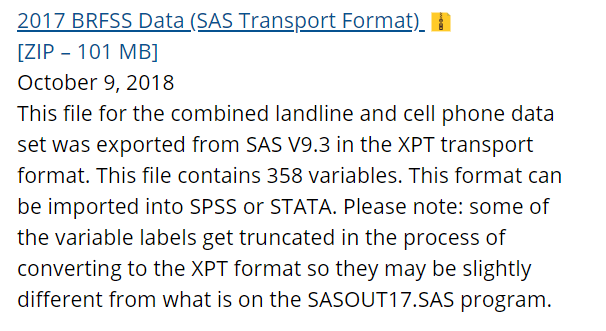 2017 BRFSS Data (SAS Transport Format)
[ZIP – 101 MB]
October 9, 2018
This file for the combined landline and cell phone data
set was exported from SAS V9.3 in the XPT transport
format. This file contains 358 variables. This format can
be imported into SPSS or STATA. Please note: some of
the variable labels get truncated in the process of
converting to the XPT format so they may be slightly
different from what is on the SASOUT17.SAS program.